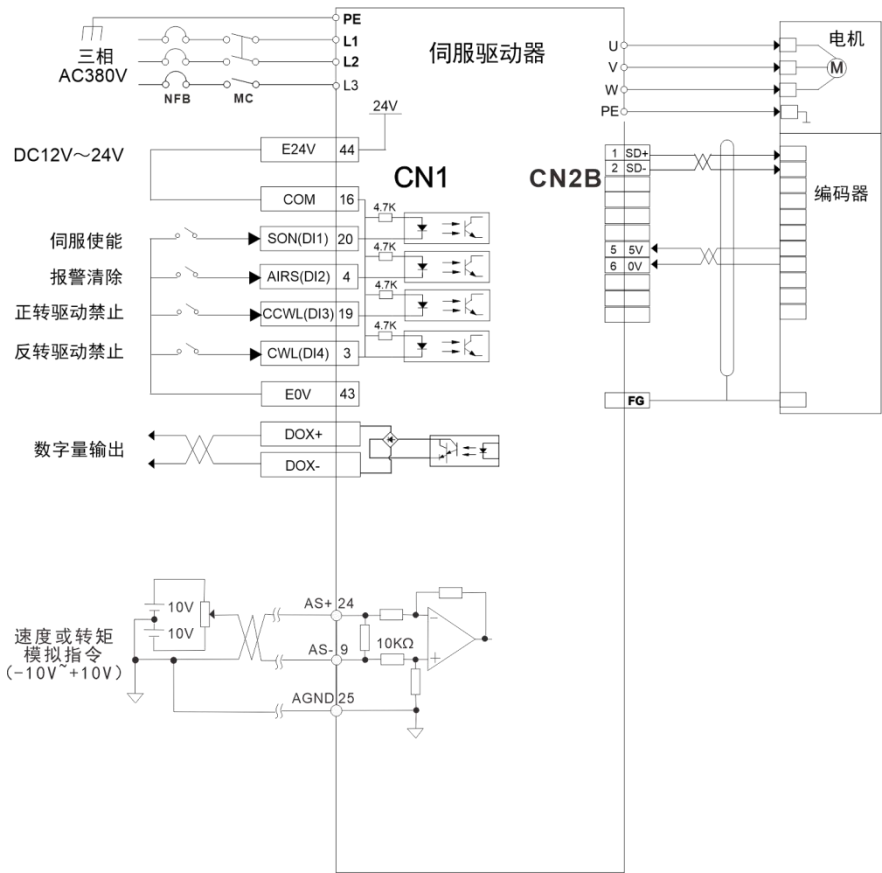 PE
L1
L2
L3
三相
AC380V
NFB
MC
伺服驱动器
U
V
W
PE
电机
M
24V
DC12V～24V
E24V 44
COM 16
CN1
CN2B
1 SD+
2 SD-
编码器
4.7K
伺服使能
SON(DI1) 20
4.7K
报警清除
AIRS(DI2) 4
4.7K
正转驱动禁止
CCWL(DI3) 19
4.7K
反转驱动禁止
CWL(DI4) 3
5 5V
6 0V
E0V 43
FG
数字量输出
DOX+
DOX-
10V
10V
速度或转矩
模拟指令
(-10V~+10V)
AS+ 24
AS- 9
10KΩ
AGND 25